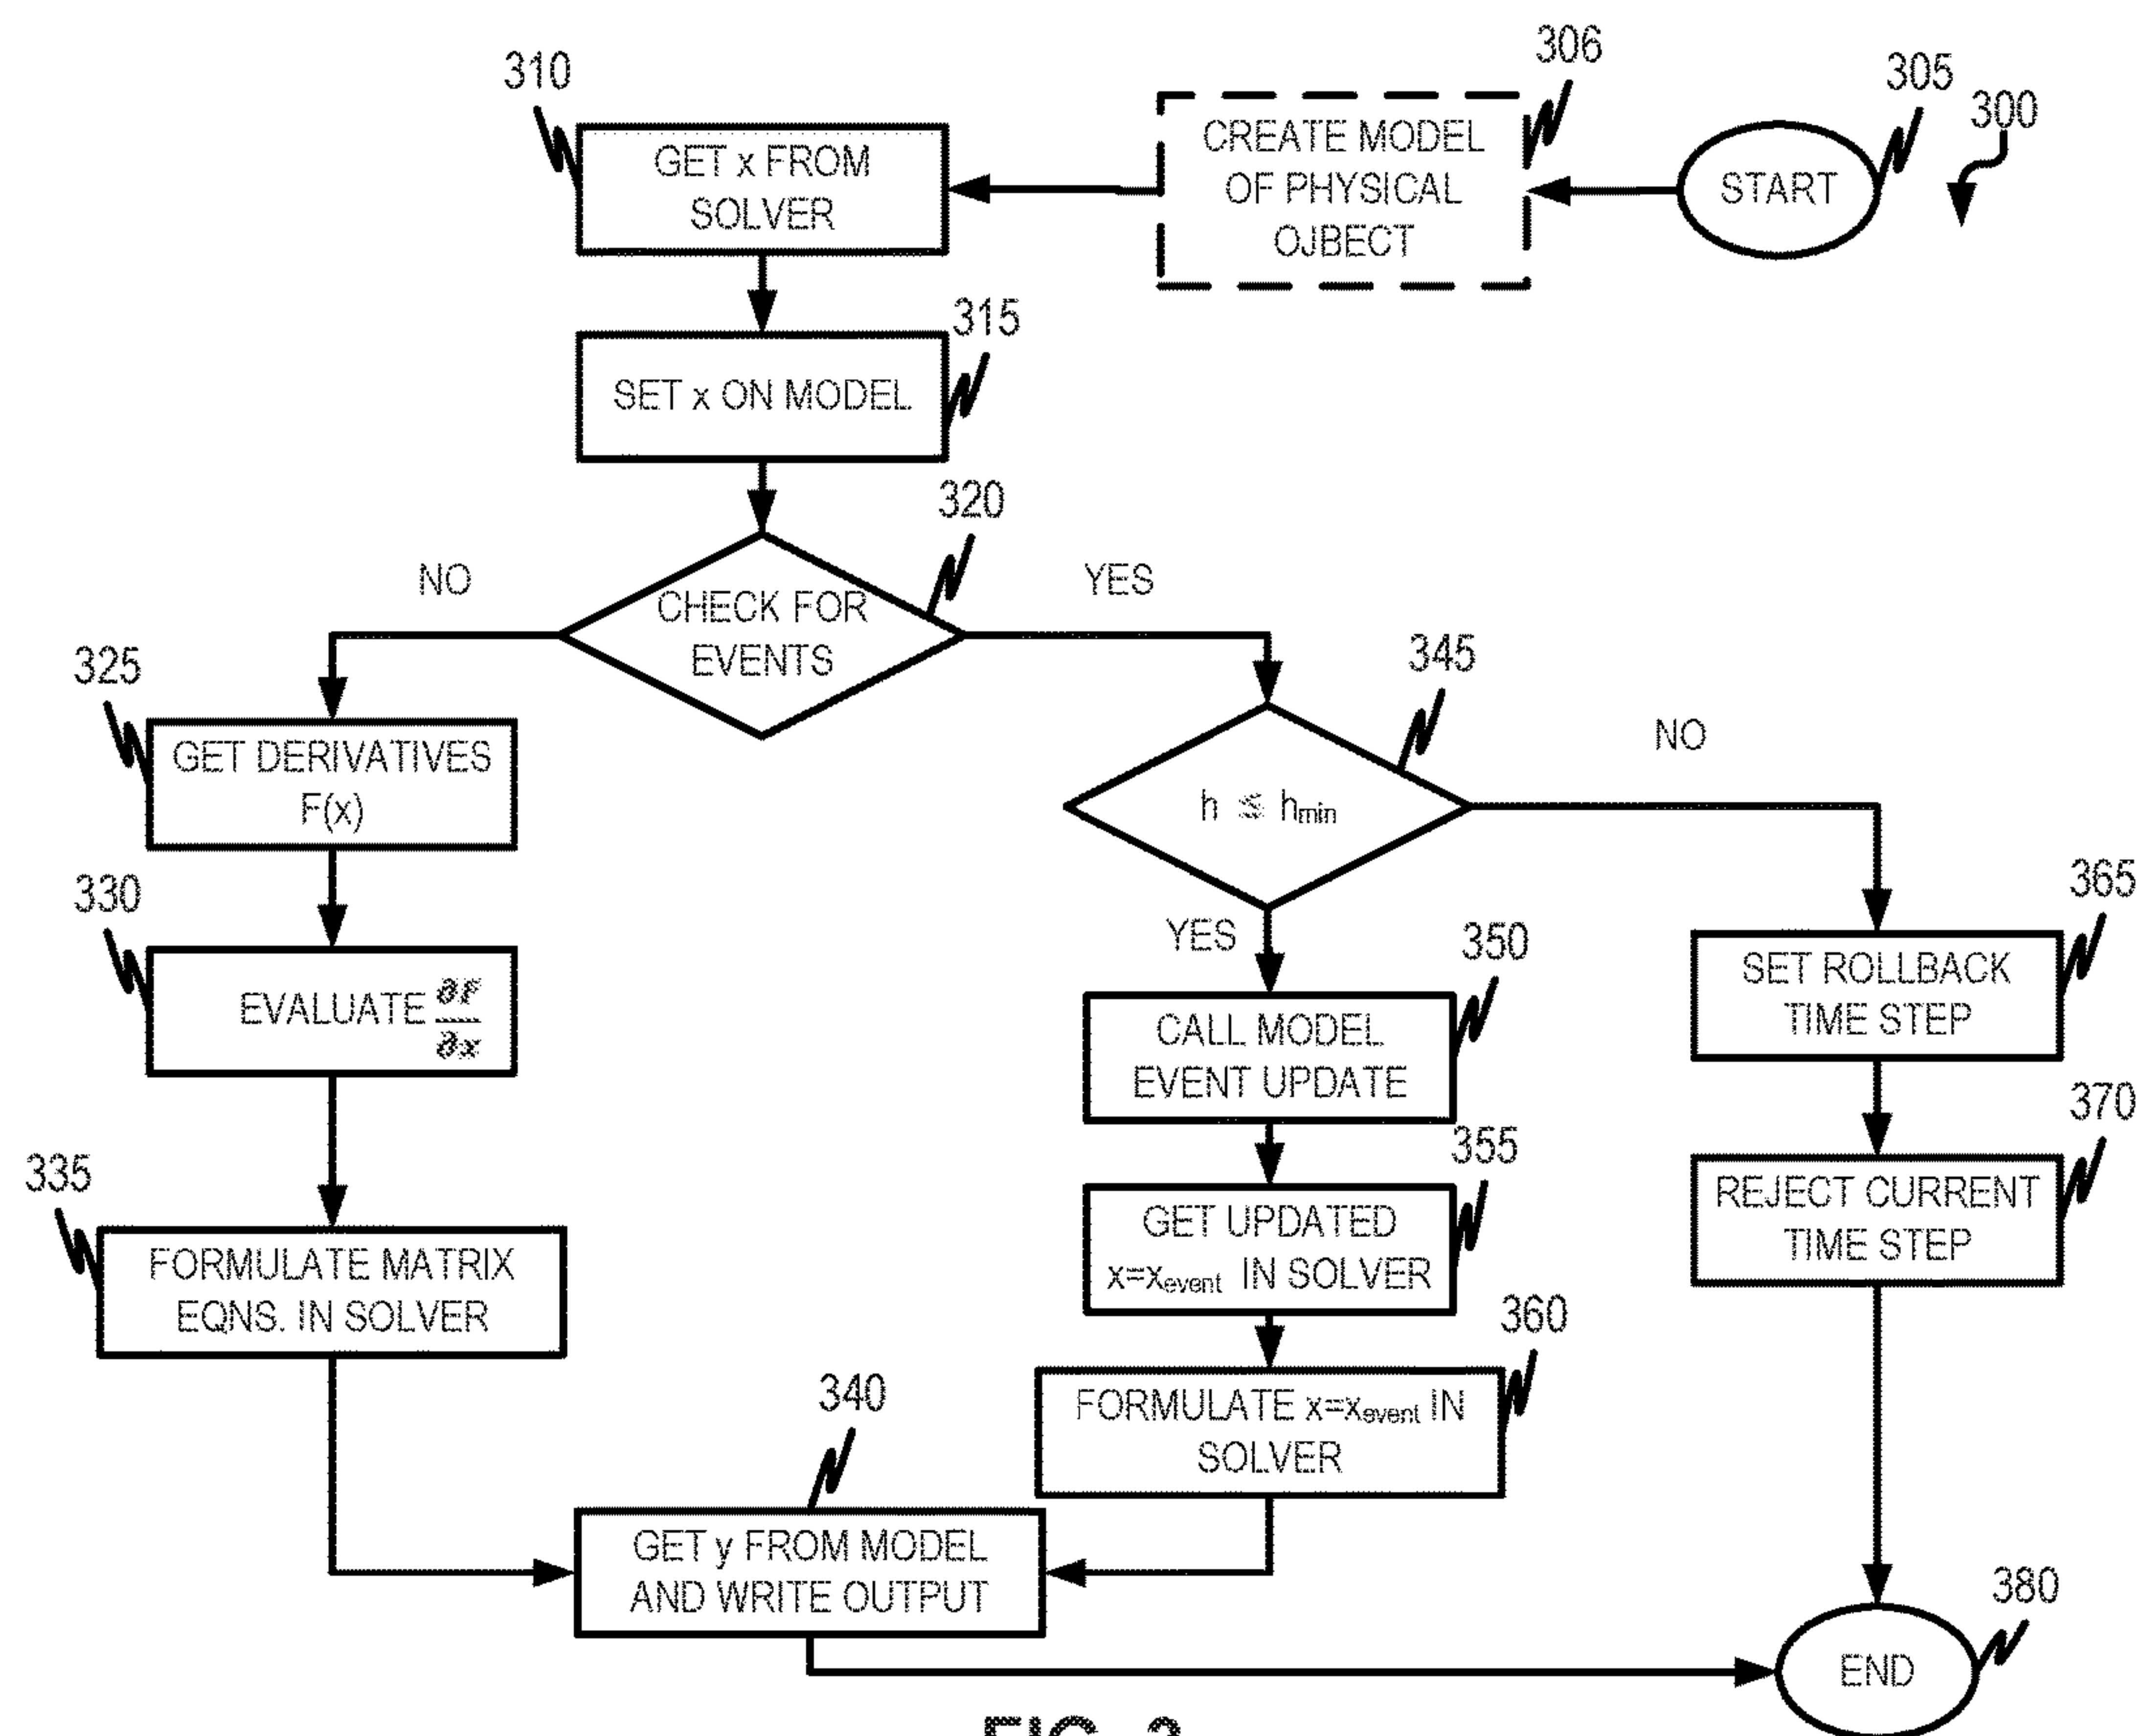 306
305
300
310
CREATE MODEL
OF PHYSICAL
OJBECT
START
GET x FROM
SOLVER
315
SET x ON MODEL
320
NO
YES
CHECK FOR
EVENTS
325
345
GET DERIVATIVES
F(x)
NO
h ≤ hmin
330
365
YES
350
EVALUATE ∂F
∂x
SET ROLLBACK
TIME STEP
CALL MODEL
EVENT UPDATE
370
355
335
REJECT CURRENT
TIME STEP
GET UPDATED
x=xevent IN SOLVER
FORMULATE MATRIX
EQNS. IN SOLVER
360
340
FORMULATE x=xevent IN
SOLVER
GET y FROM MODEL
AND WRITE OUTPUT
380
END
FIG. 3